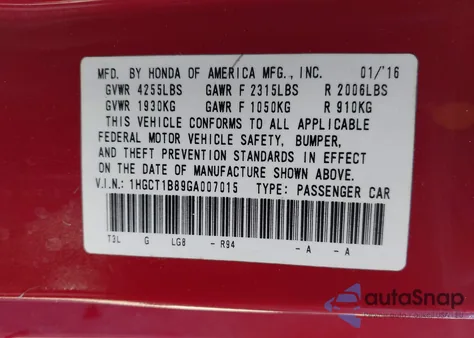 MFD. BY HONDA OF AMERICA MFG., INC. 01/'16
GVWR 4255LBS GAWR F 2315LBS R 2006LBS
GVWR 1930KG GAWR F 1050KG R 910KG
THIS VEHICLE CONFORMS TO ALL APPLICABLE
FEDERAL MOTOR VEHICLE SAFETY, BUMPER,
AND THEFT PREVENTION STANDARDS IN EFFECT
ON THE DATE OF MANUFACTURE SHOWN ABOVE.
V.I.N.: 1HGCT1B89GA007015 TYPE: PASSENGER CAR
T3L G LG8 - R94 - A - A
autoSnap